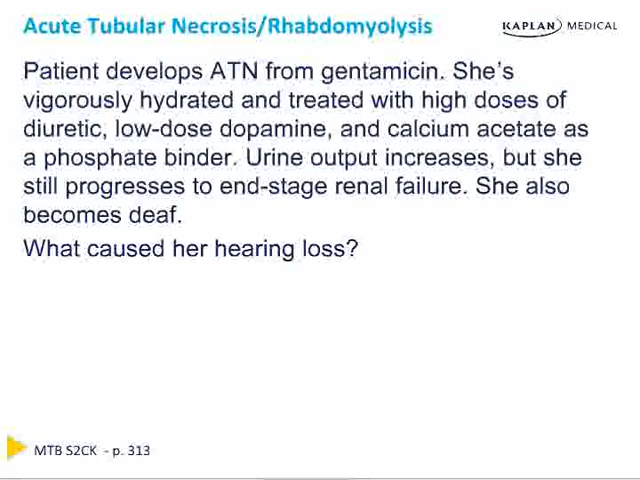 Acute Tubular Necrosis/Rhabdomyolysis
KAPLAN MEDICAL
Patient develops ATN from gentamicin. She's
vigorously hydrated and treated with high doses of
diuretic, low-dose dopamine, and calcium acetate as
a phosphate binder. Urine output increases, but she
still progresses to end-stage renal failure. She also
becomes deaf.
What caused her hearing loss?
MTB S2CK - p. 313